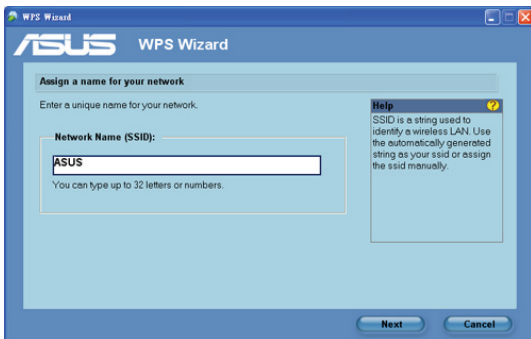 WPS Wizard
ASUS WPS Wizard
Assign a name for your network
Enter a unique name for your network.
Network Name (SSID):
ASUS
You can type up to 32 letters or numbers.
Help
SSID is a string used to
identify a wireless LAN. Use
the automatically generated
string as your ssid or assign
the ssid manually.
Next Cancel